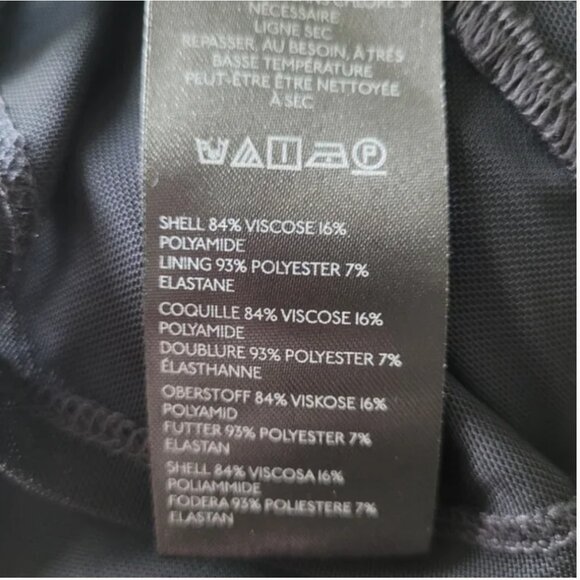 NÉCESSAIRE
LIGNE SEC
REPASSER, AU BESOIN, À TRÈS
BASSE TEMPÉRATURE
PEUT-ÊTRE ÊTRE NETTOYÉE
À SEC
P
SHELL 84% VISCOSE 16%
POLYAMIDE
LINING 93% POLYESTER 7%
ELASTANE
COQUILLE 84% VISCOSE 16%
POLYAMIDE
DOUBLURE 93% POLYESTER 7%
ÉLASTHANNE
OBERSTOFF 84% VISKOSE 16%
POLYAMID
FUTTER 93% POLYESTER 7%
ELASTAN
SHELL 84% VISCOSA 16%
POLIAMMIDE
FODERA 93% POLIESTERE 7%
ELASTAN